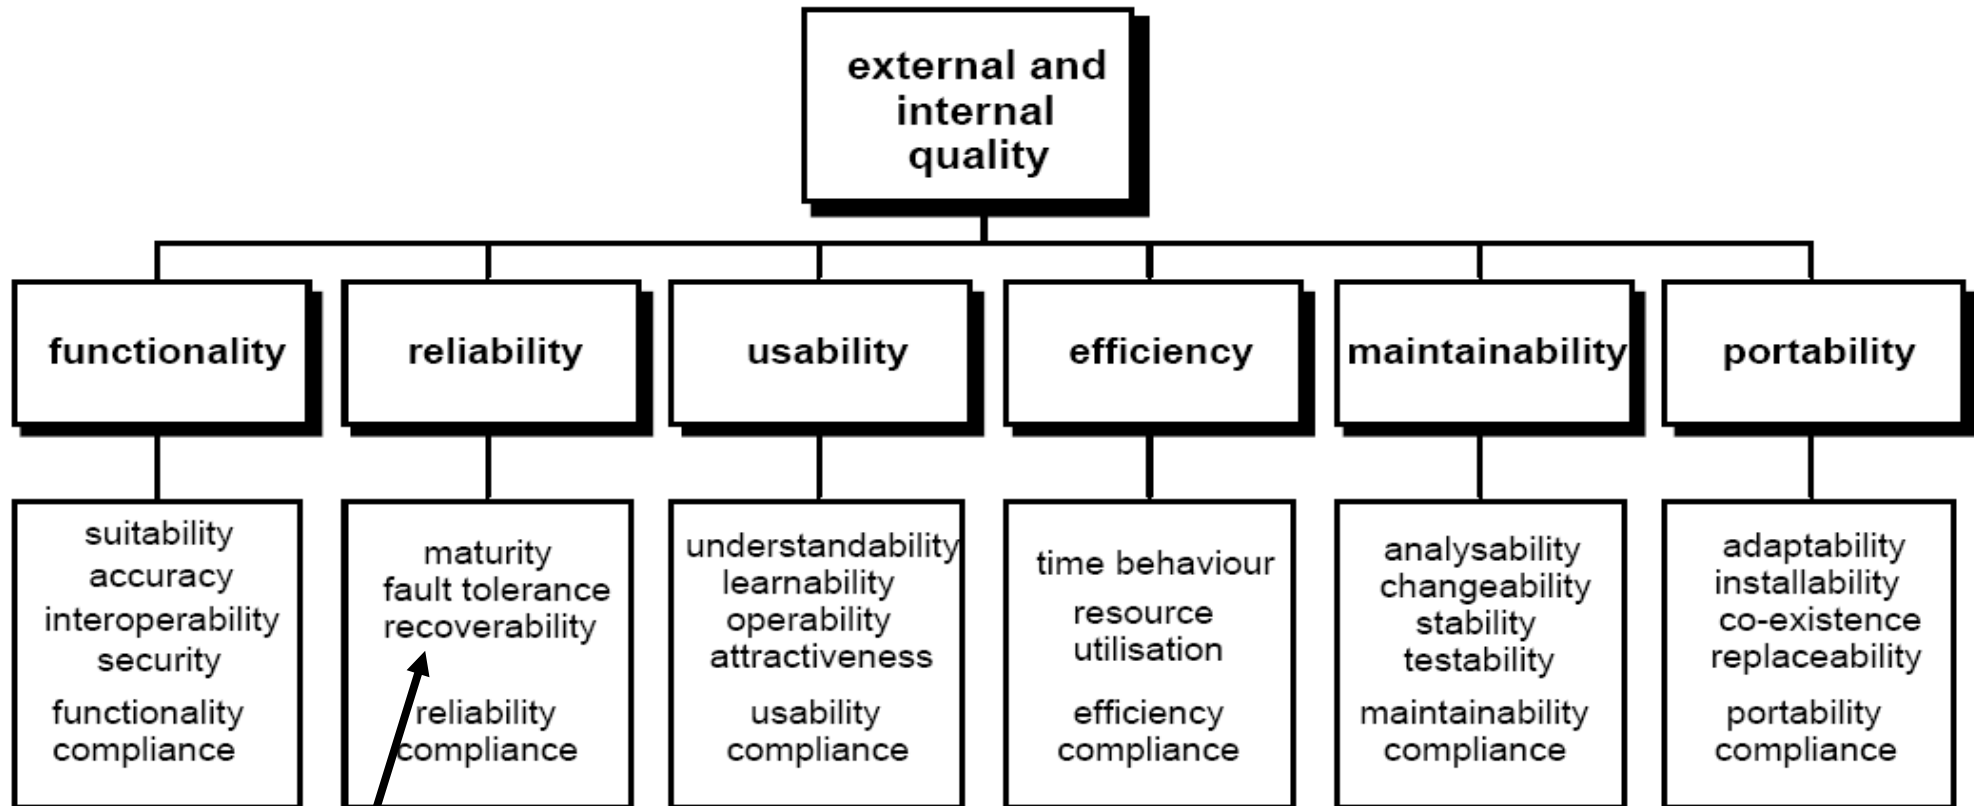 external and
internal
quality
functionality
reliability
usability
efficiency
maintainability
portability
suitability
accuracy
interoperability
security
functionality
compliance
maturity
fault tolerance
recoverability
reliability
compliance
understandability
learnability
operability
attractiveness
usability
compliance
time behaviour
resource
utilisation
efficiency
compliance
analysability
changeability
stability
testability
maintainability
compliance
adaptability
installability
co-existence
replaceability
portability
compliance